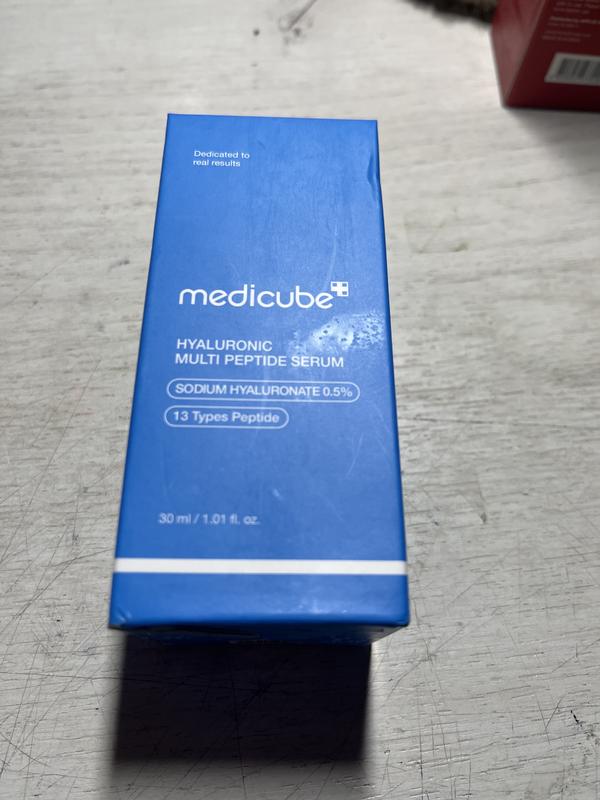 Dedicated to
real results
medicube
HYALURONIC
MULTI PEPTIDE SERUM
SODIUM HYALURONATE 0.5%
13 Types Peptide
30 ml / 1.01 fl. oz.